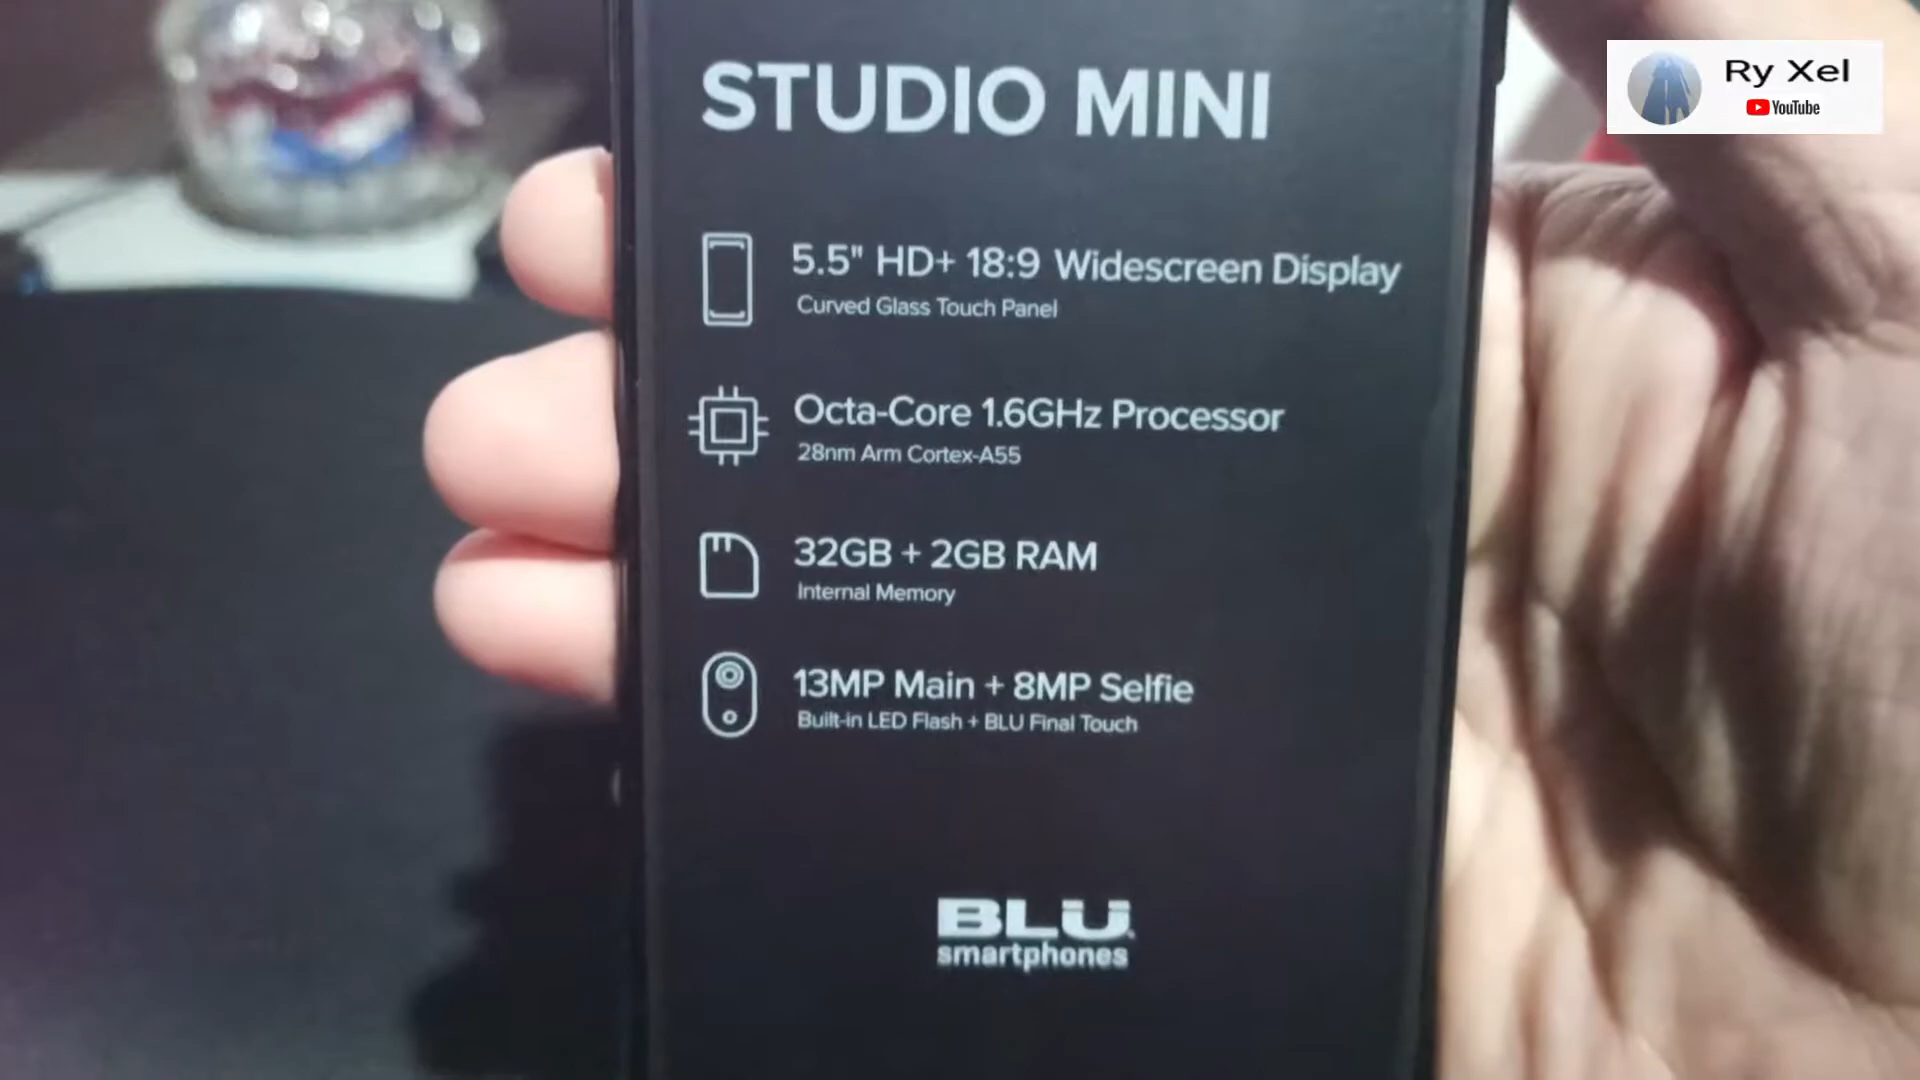 STUDIO MINI
5.5" HD+ 18:9 Widescreen Display
Curved Glass Touch Panel
Octa-Core 1.6GHz Processor
28nm Arm Cortex-A55
32GB + 2GB RAM
Internal Memory
13MP Main + 8MP Selfie
Built-in LED Flash + BLU Final Touch
BLU
smartphones
Ry Xel
YouTube